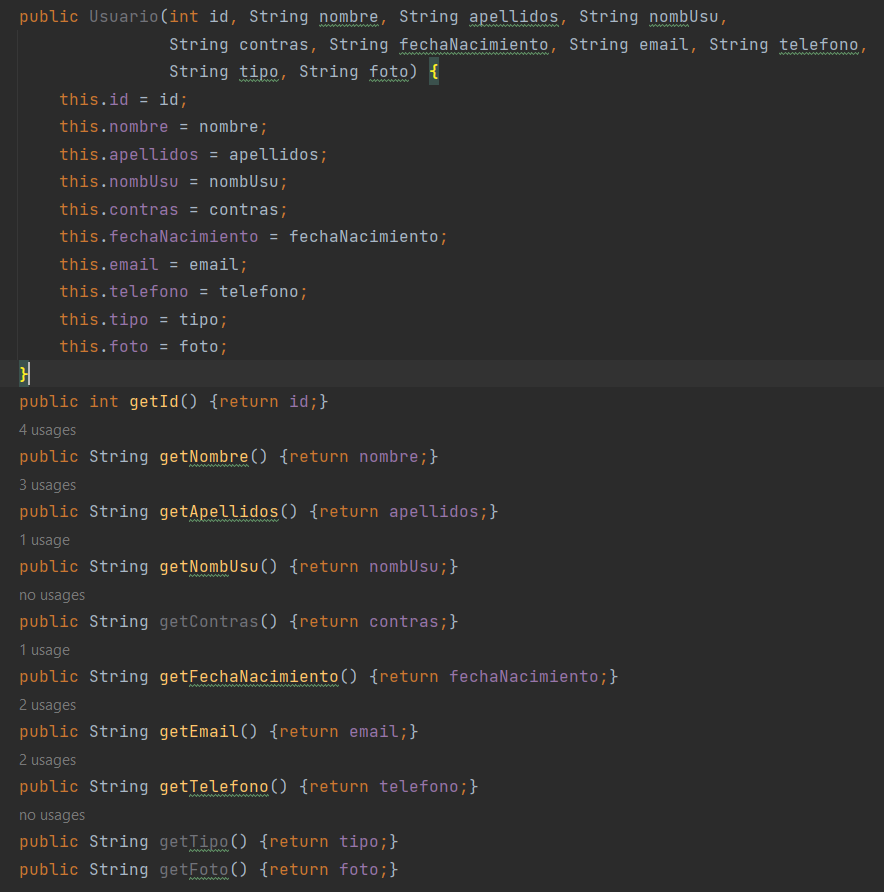 public Usuario(int id, String nombre, String apellidos, String nombUsu,
String contras, String fechaNacimiento, String email, String telefono,
String tipo, String foto) {
this.id = id;
this.nombre = nombre;
this.apellidos = apellidos;
this.nombUsu = nombUsu;
this.contras = contras;
this.fechaNacimiento = fechaNacimiento;
this.email = email;
this.telefono = telefono;
this.tipo = tipo;
this.foto = foto;
}
public int getId() {return id;}
4 usages
public String getNombre() {return nombre;}
3 usages
public String getApellidos() {return apellidos;}
1 usage
public String getNombUsu() {return nombUsu;}
no usages
public String getContras() {return contras;}
1 usage
public String getFechaNacimiento() {return fechaNacimiento;}
2 usages
public String getEmail() {return email;}
2 usages
public String getTelefono() {return telefono;}
no usages
public String getTipo() {return tipo;}
public String getFoto() {return foto;}